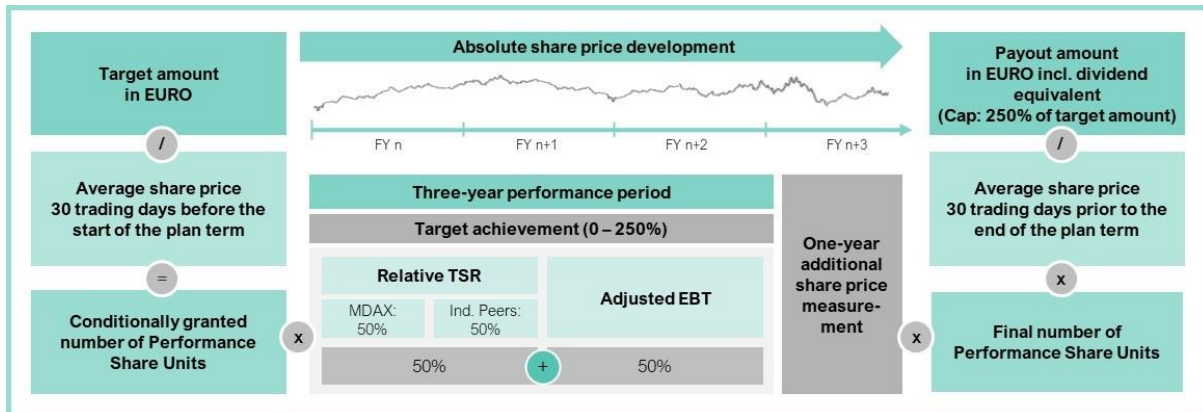 Target amount
in EURO
/
Average share price
30 trading days before the
start of the plan term
=
Conditionally granted
number of Performance
Share Units
x
Absolute share price development
FY n
FY n+1
FY n+2
FY n+3
Three-year performance period
Target achievement (0 – 250%)
Relative TSR
MDAX:
50%
Ind. Peers:
50%
Adjusted EBT
50%
+
50%
One-year
additional
share price
measure-
ment
x
Payout amount
in EURO incl. dividend
equivalent
(Cap: 250% of target amount)
/
Average share price
30 trading days prior to the
end of the plan term
x
Final number of
Performance Share Units